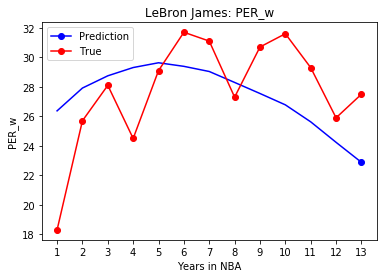 LeBron James: PER_w
Prediction
True
PER_w
32
30
28
26
24
22
20
18
1 2 3 4 5 6 7 8 9 10 11 12 13
Years in NBA